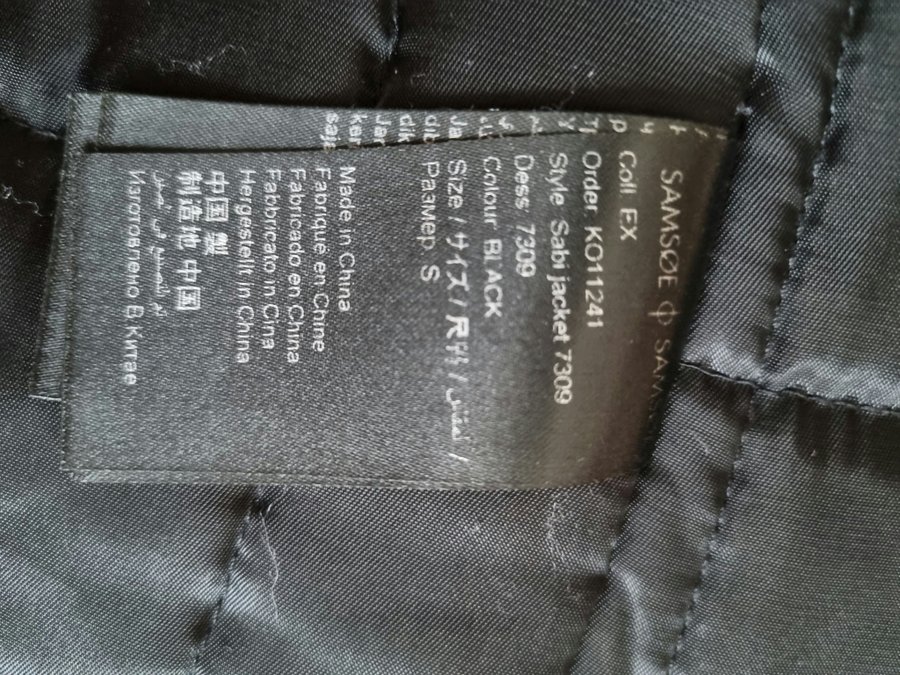 SAMSØE
Coll EX
Order. KO11241
Style Sabi jacket 7309
Dess: 7309
Colour BLACK
Size / サイズ / 尺码 /
Размер S
Made in China
Fabriqué en Chine
Fabricado en China
Fabbricato in Cina
Hergestellt in China
中国製
制造地 中国
Изготовлено В Китае